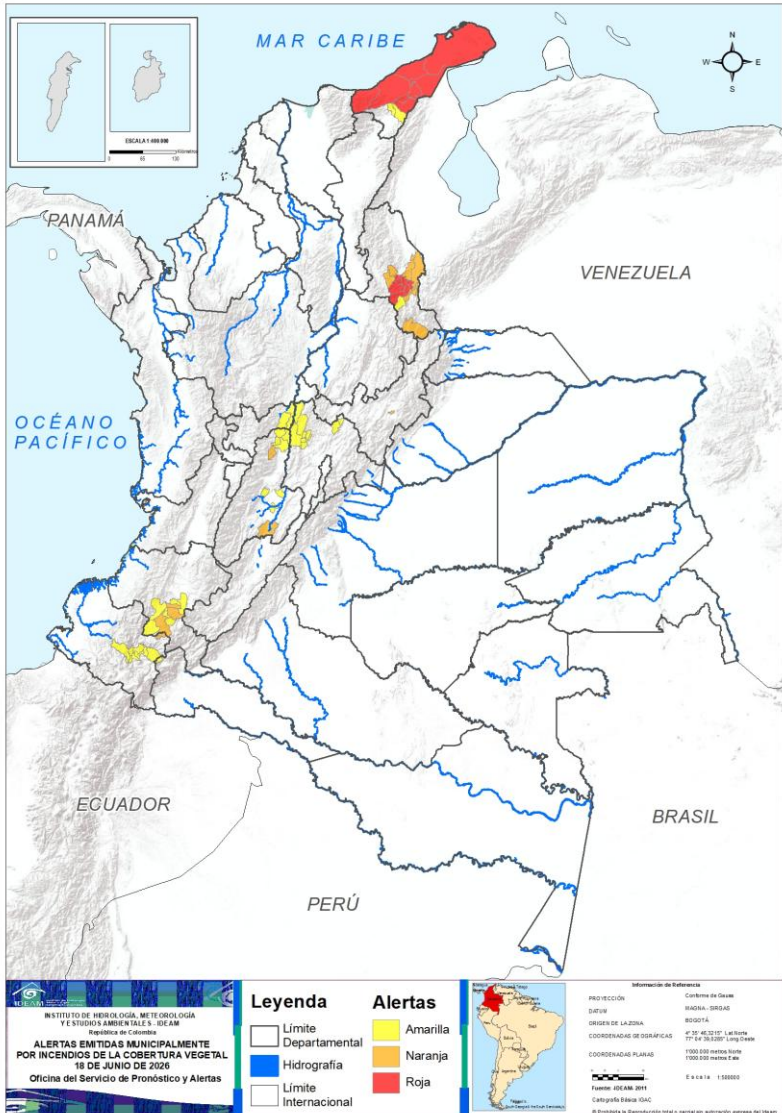 MAR CARIBE
N
W
E
S
ESCALA 1:400.000
PANAMÁ
VENEZUELA
OCÉANO
PACÍFICO
ECUADOR
BRASIL
PERÚ
IDEAM
INSTITUTO DE HIDROLOGÍA, METEOROLOGÍA
Y ESTUDIOS AMBIENTALES - IDEAM
República de Colombia
ALERTAS EMITIDAS MUNICIPALMENTE
POR INCENDIOS DE LA COBERTURA VEGETAL
18 DE JUNIO DE 2026
Oficina del Servicio de Pronóstico y Alertas
Leyenda
Límite
Departamental
Hidrografía
Límite
Internacional
Alertas
Amarilla
Naranja
Roja
Información de Referencia
PROYECCIÓN Conforme de Gauss
DATUM MAGNA - SIRGAS
ORIGEN DE LA ZONA BOGOTÁ
COORDENADAS GEOGRÁFICAS
COORDENADAS PLANAS 1'000.000 metros Norte
1'000.000 metros Este
Escala
Fuente: IDEAM- 2011
Cartografía Básica IGAC